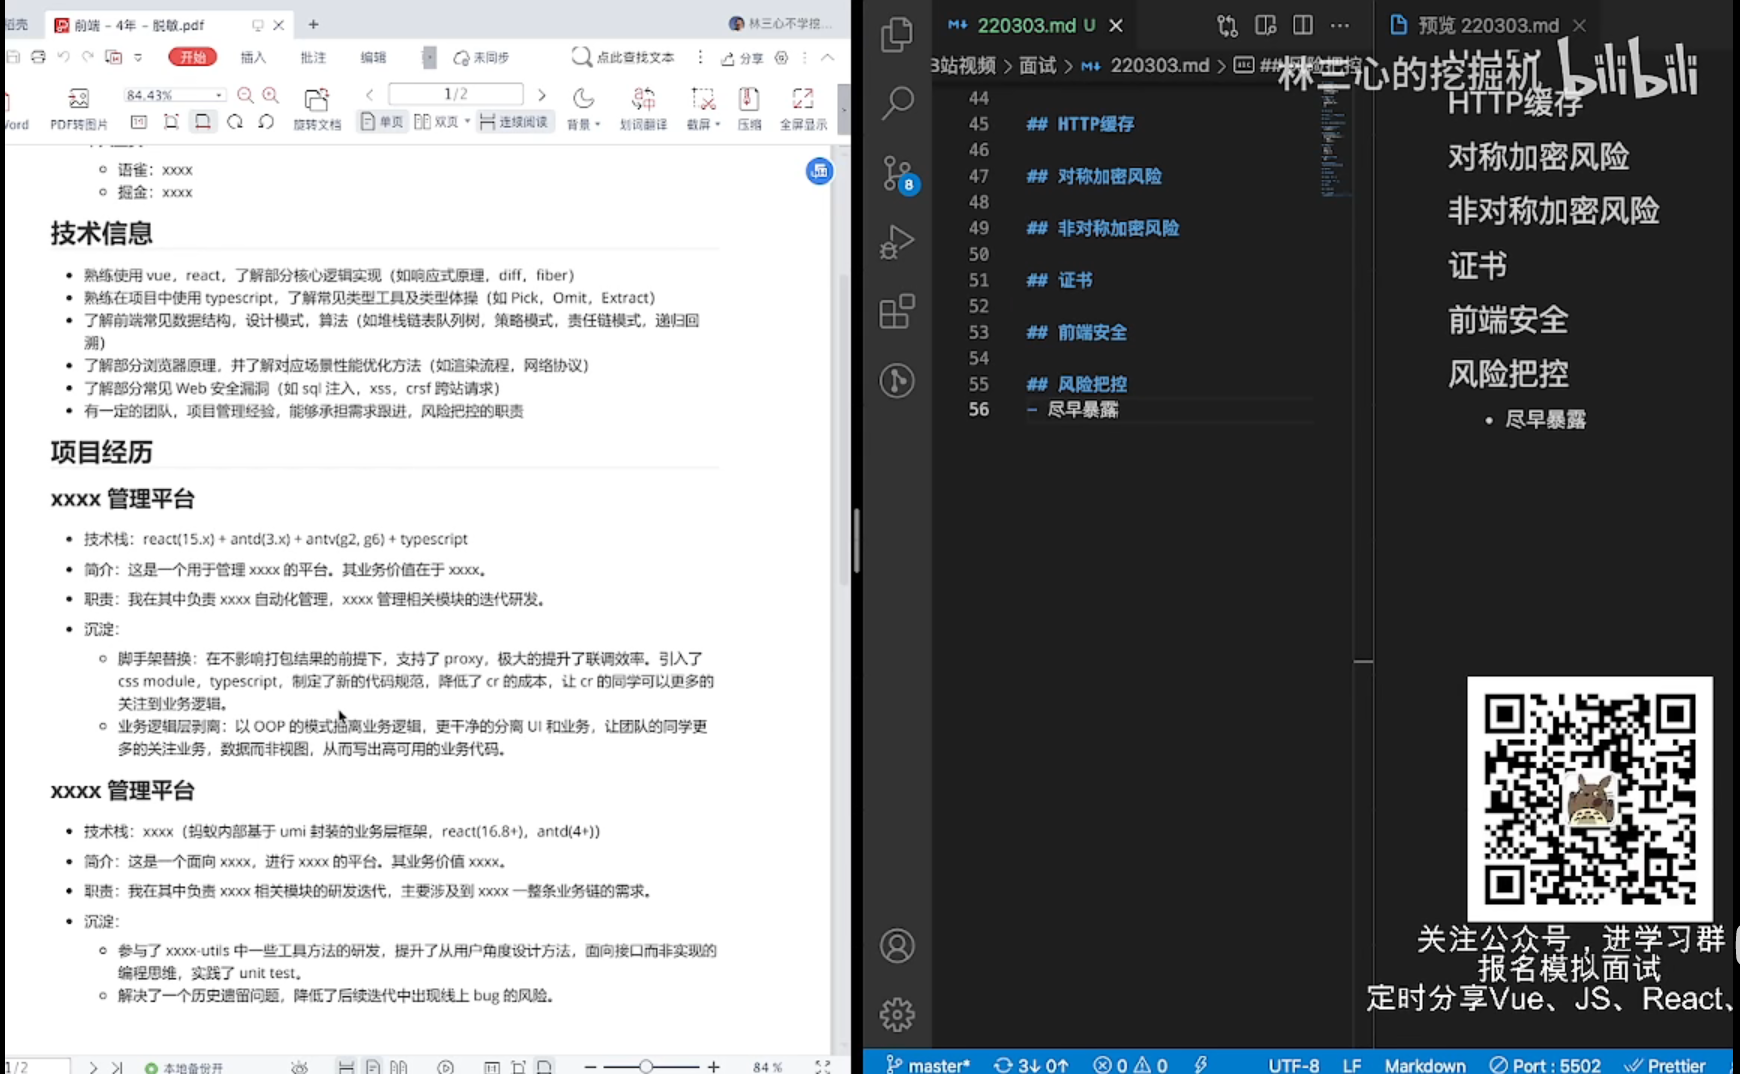 稻壳
前端 - 4年 - 脱敏.pdf
林三心不学挖...
开始
插入
批注
编辑
未同步
点此查找文本
分享
Word
PDF转图片
84.43%
旋转文档
1/2
单页
双页
连续阅读
背景
划词翻译
截屏
压缩
全屏显示
语雀：xxxx
掘金：xxxx
技术信息
熟练使用 vue，react，了解部分核心逻辑实现（如响应式原理，diff，fiber）
熟练在项目中使用 typescript，了解常见类型工具及类型体操（如 Pick，Omit，Extract）
了解前端常见数据结构，设计模式，算法（如堆栈链表队列树，策略模式，责任链模式，递归回
溯）
了解部分浏览器原理，并了解对应场景性能优化方法（如渲染流程，网络协议）
了解部分常见 Web 安全漏洞（如 sql 注入，xss，crsf 跨站请求）
有一定的团队，项目管理经验，能够承担需求跟进，风险把控的职责
项目经历
xxxx 管理平台
技术栈：react(15.x) + antd(3.x) + antv(g2, g6) + typescript
简介：这是一个用于管理 xxxx 的平台。其业务价值在于 xxxx。
职责：我在其中负责 xxxx 自动化管理，xxxx 管理相关模块的迭代研发。
沉淀：
脚手架替换：在不影响打包结果的前提下，支持了 proxy，极大的提升了联调效率。引入了
css module，typescript，制定了新的代码规范，降低了 cr 的成本，让 cr 的同学可以更多的
关注到业务逻辑。
业务逻辑层剥离：以 OOP 的模式抽离业务逻辑，更干净的分离 UI 和业务，让团队的同学更
多的关注业务，数据而非视图，从而写出高可用的业务代码。
xxxx 管理平台
技术栈：xxxx（蚂蚁内部基于 umi 封装的业务层框架，react(16.8+)，antd(4+)）
简介：这是一个面向 xxxx，进行 xxxx 的平台。其业务价值 xxxx。
职责：我在其中负责 xxxx 相关模块的研发迭代，主要涉及到 xxxx 一整条业务链的需求。
沉淀：
参与了 xxxx-utils 中一些工具方法的研发，提升了从用户角度设计方法，面向接口而非实现的
编程思维，实践了 unit test。
解决了一个历史遗留问题，降低了后续迭代中出现线上 bug 的风险。
1/2
本地备份开
84%
8
220303.md U
预览 220303.md
B站视频 > 面试 > 220303.md > ## 风险把控
林三心的挖掘机 bilibili
44
45 ## HTTP缓存
46
47 ## 对称加密风险
48
49 ## 非对称加密风险
50
51 ## 证书
52
53 ## 前端安全
54
55 ## 风险把控
56 - 尽早暴露
HTTP缓存
对称加密风险
非对称加密风险
证书
前端安全
风险把控
尽早暴露
关注公众号，进学习群
报名模拟面试
定时分享Vue、JS、React、
master* 3↓ 0↑ 0 0 UTF-8 LF Markdown Port : 5502 Prettier